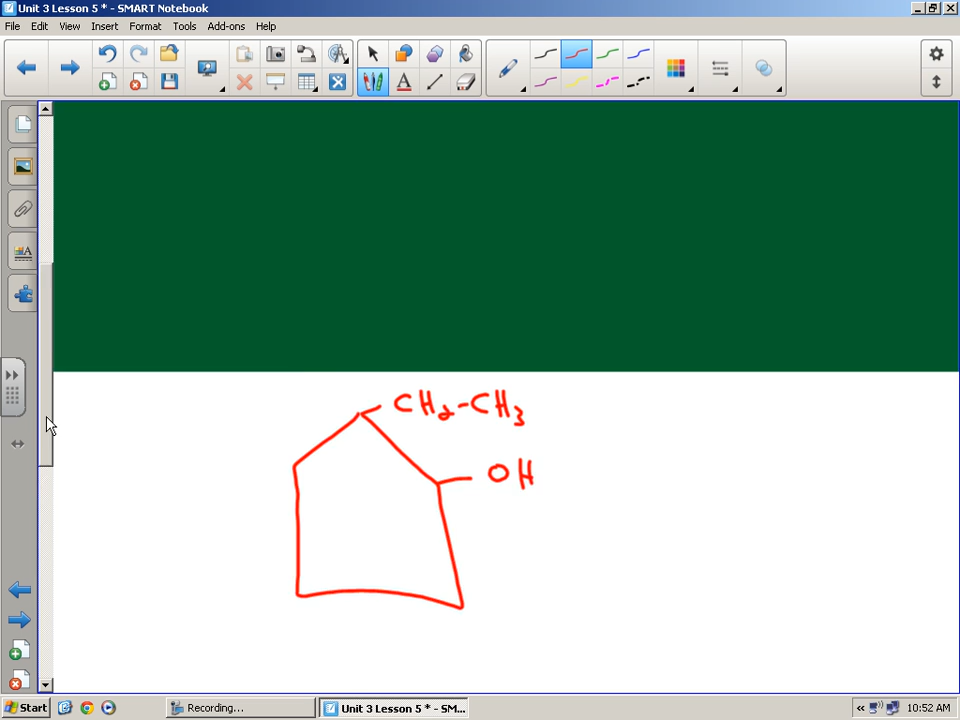 Unit 3 Lesson 5 * - SMART Notebook
File Edit View Insert Format Tools Add-ons Help
CH2-CH3
OH
Start
Recording...
Unit 3 Lesson 5 * - SM...
10:52 AM